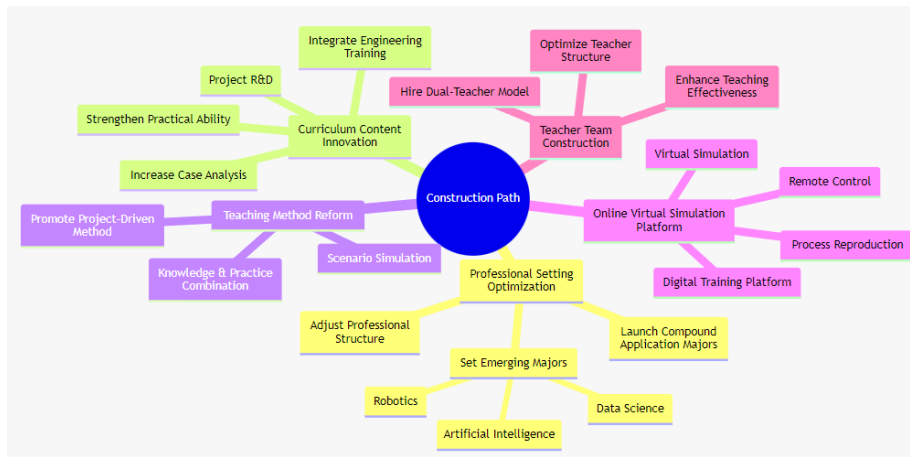 Construction Path
Curriculum Content
Innovation
Integrate Engineering
Training
Project R&D
Strengthen Practical Ability
Increase Case Analysis
Teacher Team
Construction
Optimize Teacher
Structure
Hire Dual-Teacher Model
Enhance Teaching
Effectiveness
Teaching Method Reform
Promote Project-Driven
Method
Knowledge & Practice
Combination
Scenario Simulation
Online Virtual Simulation
Platform
Virtual Simulation
Remote Control
Process Reproduction
Digital Training Platform
Professional Setting
Optimization
Adjust Professional
Structure
Set Emerging Majors
Launch Compound
Application Majors
Robotics
Artificial Intelligence
Data Science